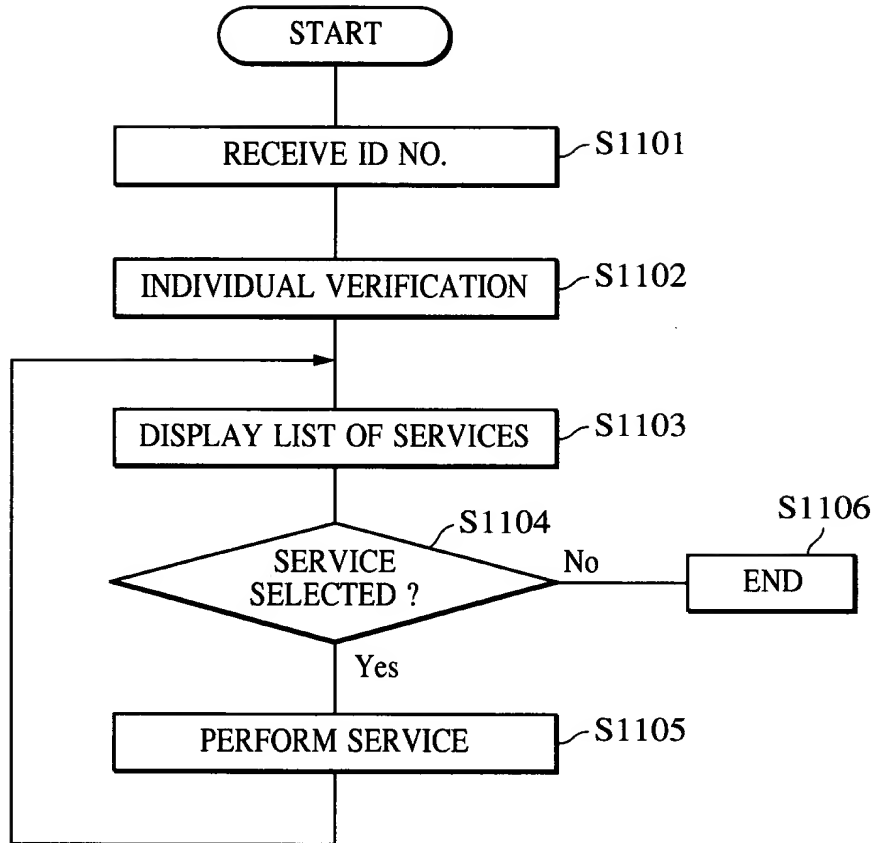 START
RECEIVE ID NO.
S1101
INDIVIDUAL VERIFICATION
S1102
DISPLAY LIST OF SERVICES
S1103
S1104
SERVICE
SELECTED ?
No
S1106
END
Yes
PERFORM SERVICE
S1105